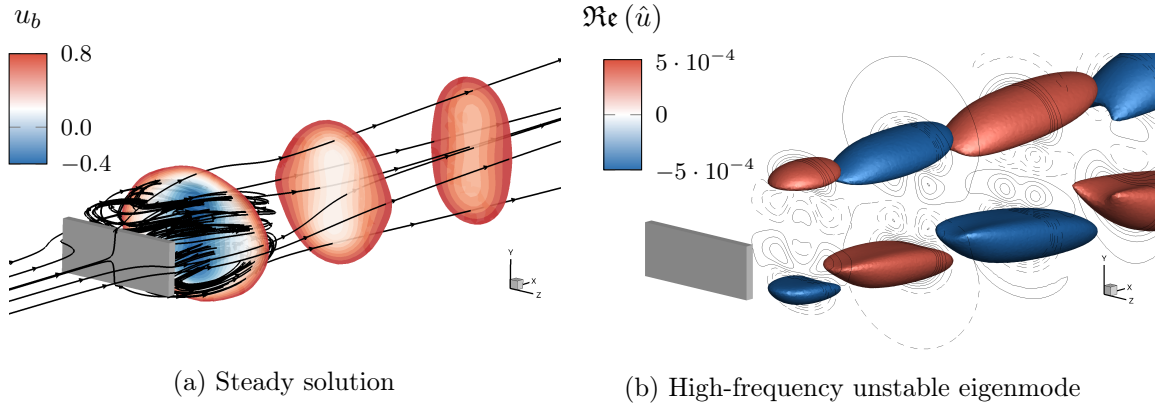 u_b
0.8
0.0
−0.4
Y
X
Z
(a) Steady solution
ℜ𝔢 (û)
5 · 10⁻⁴
0
−5 · 10⁻⁴
Y
X
Z
(b) High-frequency unstable eigenmode